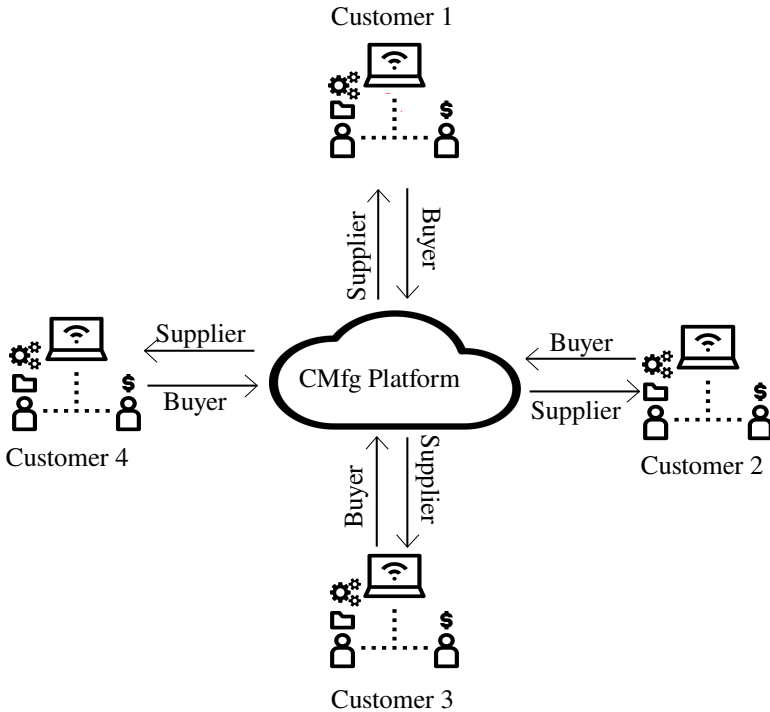 Customer 1
$
Supplier
Buyer
Supplier
Buyer
$
CMfg Platform
Buyer
Supplier
$
Customer 4
Customer 2
Buyer
Supplier
$
Customer 3